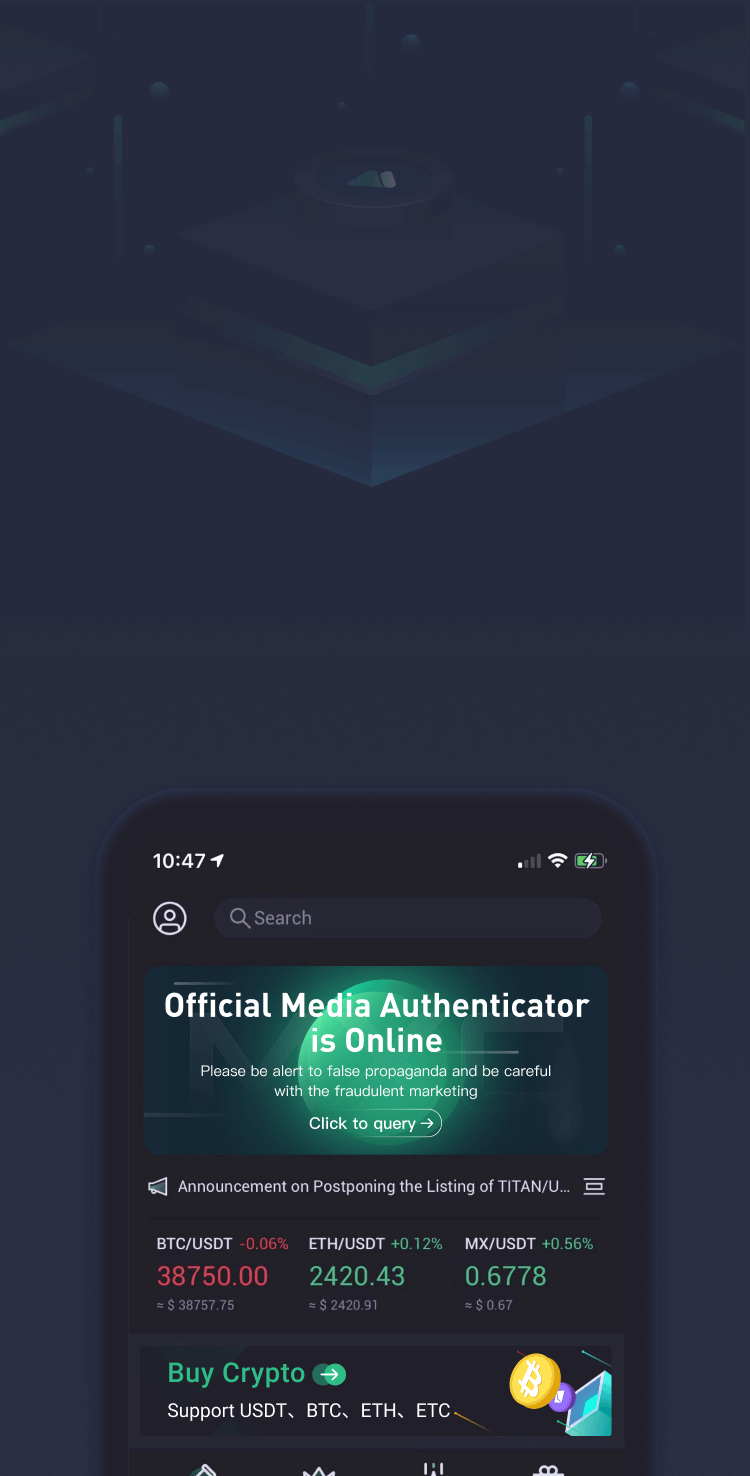 10:47
Search
Official Media Authenticator
is Online
Please be alert to false propaganda and be careful
with the fraudulent marketing
Click to query
Announcement on Postponing the Listing of TITAN/U...
BTC/USDT -0.06% ETH/USDT +0.12% MX/USDT +0.56%
38750.00 2420.43 0.6778
≈ $ 38757.75 ≈ $ 2420.91 ≈ $ 0.67
Buy Crypto
Support USDT、BTC、ETH、ETC